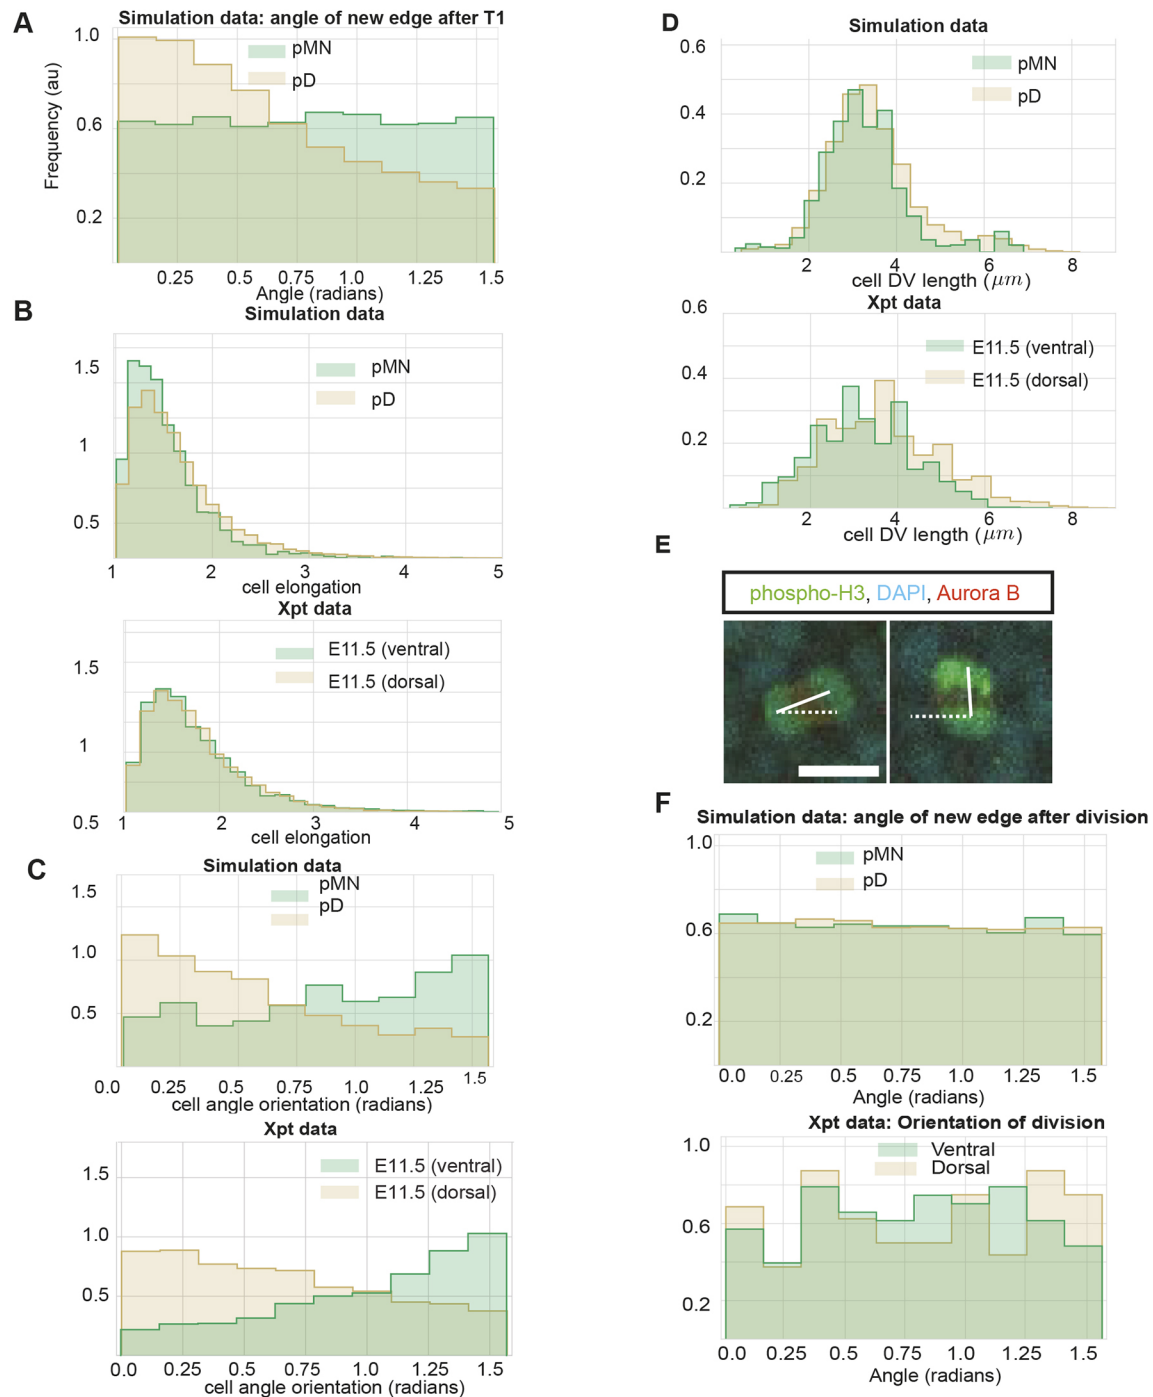 A
Simulation data: angle of new edge after T1
1.0
0.6
0.2
Frequency (au)
pMN
pD
0.25 0.5 0.75 1.0 1.25 1.5
Angle (radians)
B
Simulation data
1.5
1
0.5
pMN
pD
1 2 3 4 5
cell elongation
Xpt data
1.5
1
0.5
E11.5 (ventral)
E11.5 (dorsal)
1 2 3 4 5
cell elongation
C
Simulation data
1.5
1.0
0.5
pMN
pD
0.0 0.25 0.5 0.75 1.0 1.25 1.5
cell angle orientation (radians)
Xpt data
1.5
1.0
0.5
E11.5 (ventral)
E11.5 (dorsal)
0.0 0.25 0.5 0.75 1.0 1.25 1.5
cell angle orientation (radians)
D
Simulation data
0.6
0.4
0.2
pMN
pD
2 4 6 8
cell DV length (μm)
Xpt data
0.6
0.4
0.2
E11.5 (ventral)
E11.5 (dorsal)
2 4 6 8
cell DV length (μm)
E
phospho-H3, DAPI, Aurora B
F
Simulation data: angle of new edge after division
1.0
0.6
0.2
pMN
pD
0.0 0.25 0.5 0.75 1.0 1.25 1.5
Angle (radians)
Xpt data: Orientation of division
1.0
0.6
0.2
Ventral
Dorsal
0.0 0.25 0.5 0.75 1.0 1.25 1.5
Angle (radians)